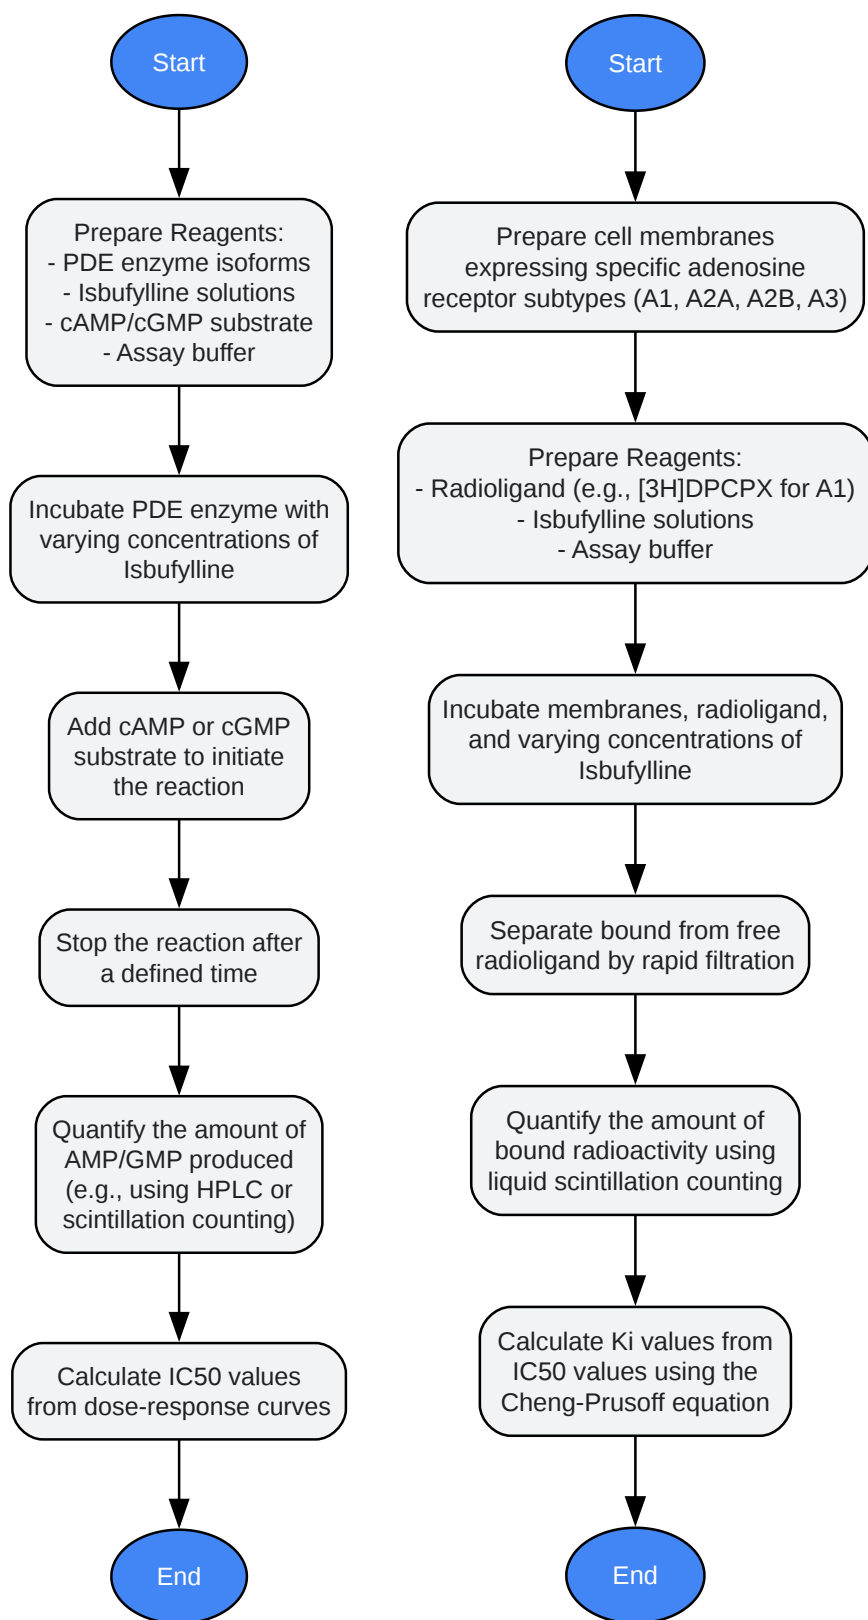 Start
Prepare Reagents:
- PDE enzyme isoforms
- Isbufylline solutions
- cAMP/cGMP substrate
- Assay buffer
Incubate PDE enzyme with
varying concentrations of
Isbufylline
Add cAMP or cGMP
substrate to initiate
the reaction
Stop the reaction after
a defined time
Quantify the amount of
AMP/GMP produced
(e.g., using HPLC or
scintillation counting)
Calculate IC50 values
from dose-response curves
End
Start
Prepare cell membranes
expressing specific adenosine
receptor subtypes (A1, A2A, A2B, A3)
Prepare Reagents:
- Radioligand (e.g., [3H]DPCPX for A1)
- Isbufylline solutions
- Assay buffer
Incubate membranes, radioligand,
and varying concentrations of
Isbufylline
Separate bound from free
radioligand by rapid filtration
Quantify the amount of
bound radioactivity using
liquid scintillation counting
Calculate Ki values from
IC50 values using the
Cheng-Prusoff equation
End